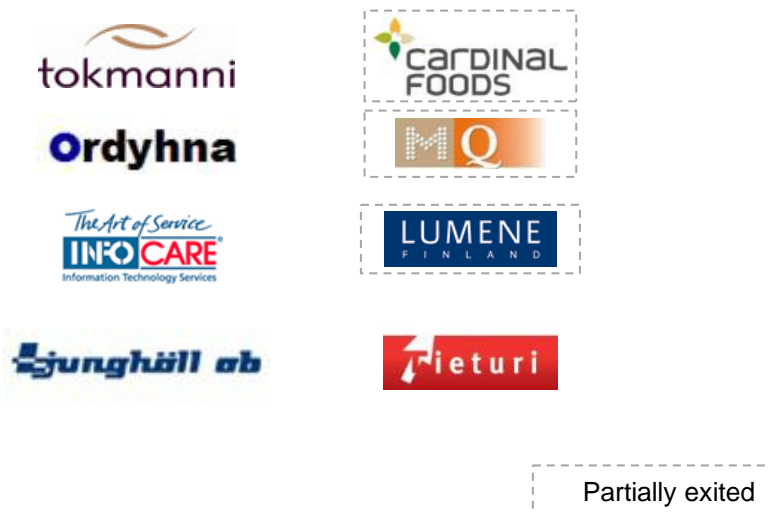 tokmanni
carDINaL
FOODS
Ordyhna
MQ
The Art of Service
INFOCARE®
Information Technology Services
LUMENE
FINLAND
Ljunghäll ab
Tieturi
Partially exited